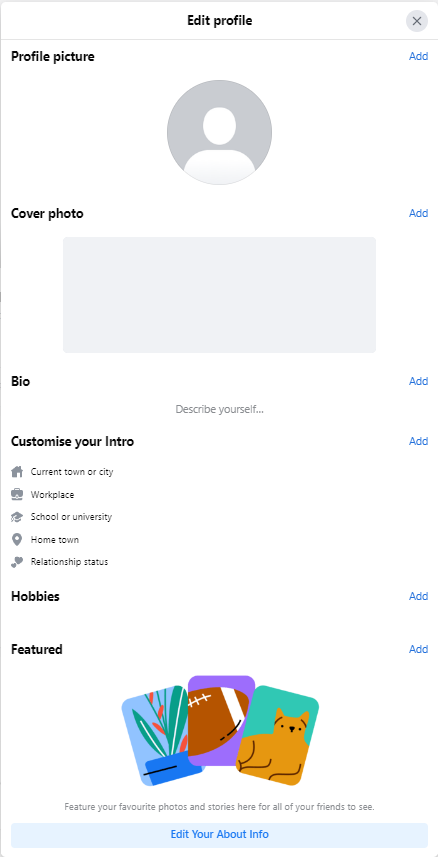 Edit profile
Profile picture Add
Cover photo Add
Bio Add
Describe yourself...
Customise your Intro Add
Current town or city
Workplace
School or university
Home town
Relationship status
Hobbies Add
Featured Add
Feature your favourite photos and stories here for all of your friends to see.
Edit Your About Info